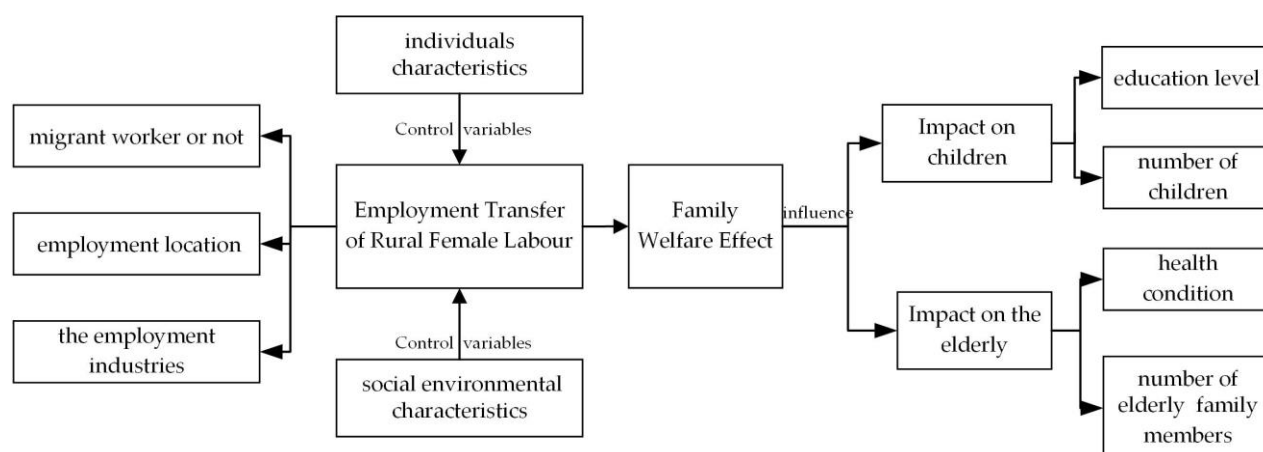 individuals
characteristics
Control variables
migrant worker or not
employment location
the employment
industries
Employment Transfer
of Rural Female Labour
Control variables
social environmental
characteristics
Family
Welfare Effect
influence
Impact on
children
education level
number of
children
Impact on the
elderly
health
condition
number of
elderly family
members